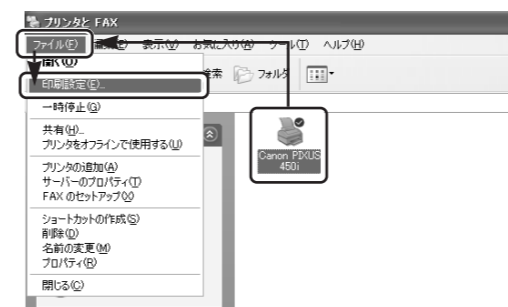 プリンタと FAX
ファイル(F) 編集(E) 表示(V) お気に入り(A) ツール(T) ヘルプ(H)
開く(O)
検索 フォルダ
印刷設定(E)...
一時停止(G)
共有(H)...
プリンタをオフラインで使用する(U)
プリンタの追加(A)
サーバーのプロパティ(T)
FAX のセットアップ(X)
ショートカットの作成(S)
削除(D)
名前の変更(M)
プロパティ(R)
閉じる(C)
Canon PIXUS
450i